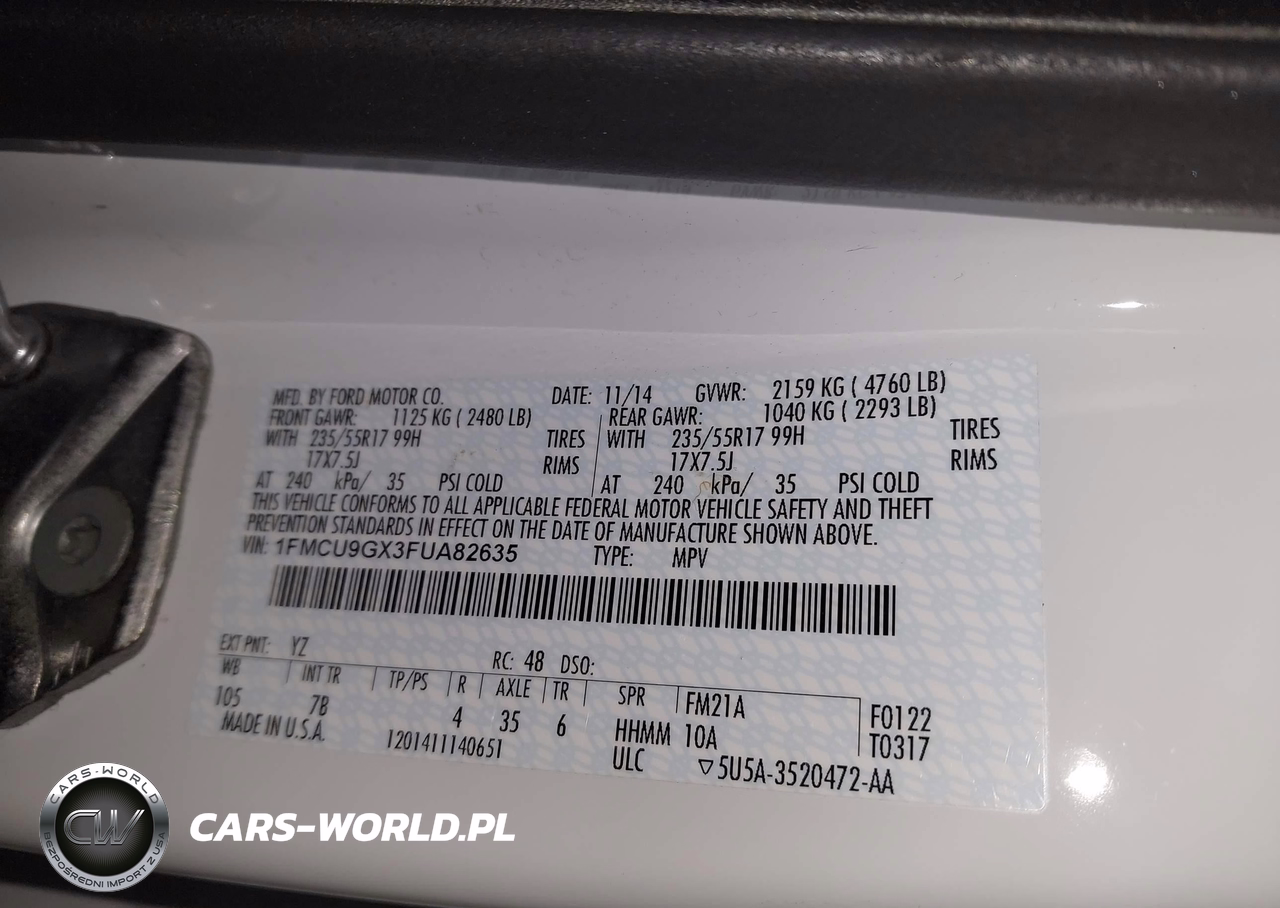 MFD. BY FORD MOTOR CO. DATE: 11/14 GVWR: 2159 KG ( 4760 LB)
FRONT GAWR: 1125 KG ( 2480 LB) REAR GAWR: 1040 KG ( 2293 LB)
WITH 235/55R17 99H TIRES WITH 235/55R17 99H TIRES
17X7.5J RIMS 17X7.5J RIMS
AT 240 kPa/ 35 PSI COLD AT 240 kPa/ 35 PSI COLD
THIS VEHICLE CONFORMS TO ALL APPLICABLE FEDERAL MOTOR VEHICLE SAFETY AND THEFT
PREVENTION STANDARDS IN EFFECT ON THE DATE OF MANUFACTURE SHOWN ABOVE.
VIN: 1FMCU9GX3FUA82635 TYPE: MPV
EXT PNT: YZ RC: 48 DSO:
WB INT TR TP/PS R AXLE TR SPR FM21A F0122
105 7B 4 35 6 HHMM 10A T0317
MADE IN U.S.A. 1201411140651 ULC ▽5U5A-3520472-AA
CARS-WORLD
CW
BEZPOŚREDNI IMPORT Z USA
CARS-WORLD.PL